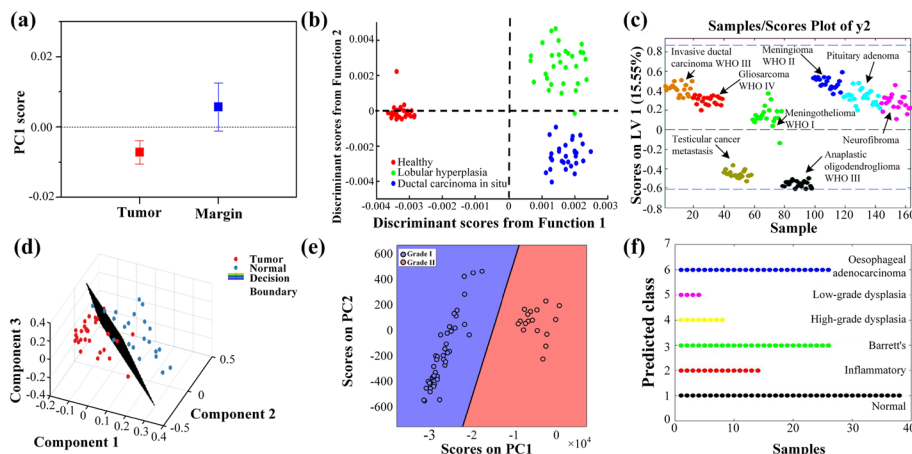 (a)
PC1 score
0.03
0.02
0.00
-0.02
Tumor
Margin
(b)
Discriminant scores from Function 2
0.004
0.002
0
-0.002
-0.004
Healthy
Lobular hyperplasia
Ductal carcinoma in situ
-0.004 -0.003 -0.002 -0.001 0 0.001 0.002 0.003
Discriminant scores from Function 1
(c)
Samples/Scores Plot of y2
Scores on LV 1 (15.55%)
0.8
0.6
0.4
0.2
0
-0.2
-0.4
-0.6
-0.8
Invasive ductal
carcinoma WHO III
Gliosarcoma
WHO IV
Meningioma
WHO II
Pituitary adenoma
Meningothelioma
WHO I
Neurofibroma
Testicular cancer
metastasis
Anaplastic
oligodendroglioma
WHO III
20 40 60 80 100 120 140 160
Sample
(d)
Tumor
Normal
Decision
Boundary
Component 3
0.4
0.2
0
-0.2
-0.4
-0.2
-0.1
0
0.1
0.2
0.3
0.4
Component 1
-0.5
0
0.5
Component 2
(e)
Grade I
Grade II
Scores on PC2
600
400
200
0
-200
-400
-600
-3 -2 -1 0
×10⁴
Scores on PC1
(f)
Predicted class
7
6
5
4
3
2
1
0
Oesophageal
adenocarcinoma
Low-grade dysplasia
High-grade dysplasia
Barrett's
Inflammatory
Normal
0 10 20 30 40
Samples